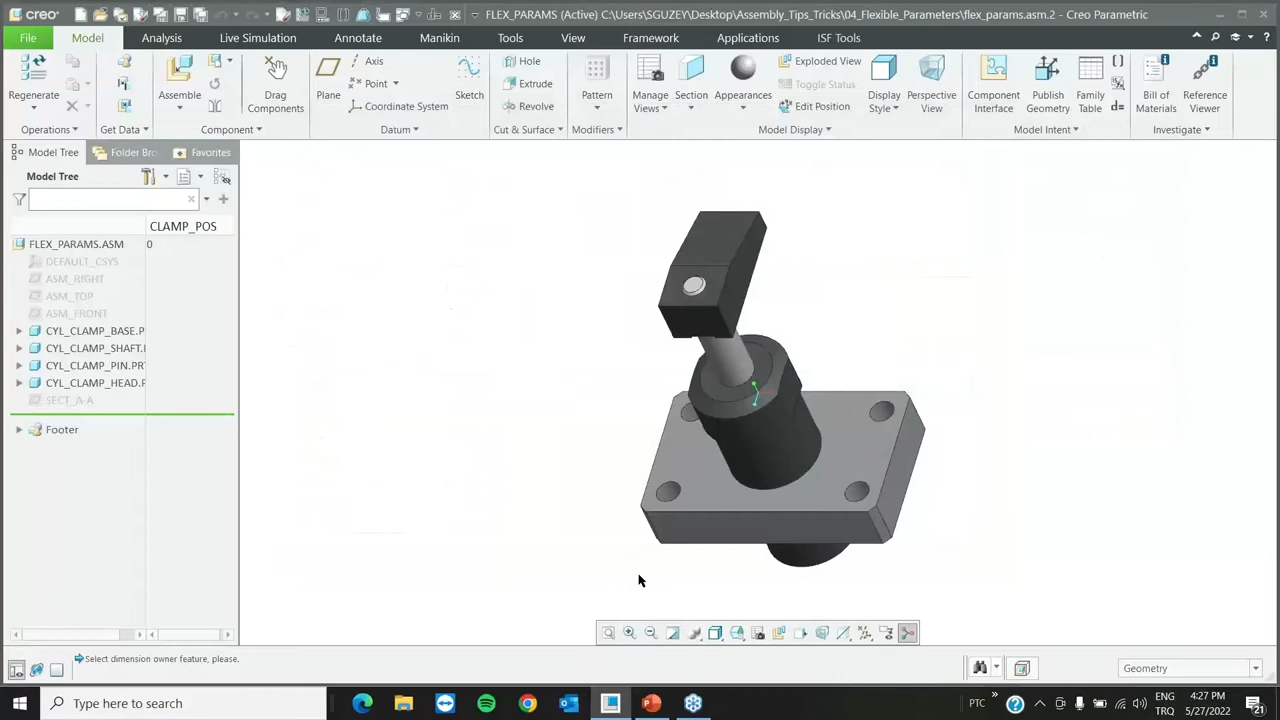 creo
FLEX_PARAMS (Active) C:\Users\SGUZEY\Desktop\Assembly_Tips_Tricks\04_Flexible_Parameters\flex_params.asm.2 - Creo Parametric
File Model Analysis Live Simulation Annotate Manikin Tools View Framework Applications ISF Tools
Regenerate
Operations
Get Data
Assemble
Drag Components
Component
Plane
Axis
Point
Coordinate System
Sketch
Datum
Hole
Extrude
Revolve
Cut & Surface
Pattern
Modifiers
Manage Views
Section
Appearances
Exploded View
Toggle Status
Edit Position
Display Style
Perspective View
Model Display
Component Interface
Publish Geometry
Family Table
d=
Model Intent
Bill of Materials
Reference Viewer
Investigate
Model Tree Folder Bro Favorites
Model Tree
CLAMP_POS
FLEX_PARAMS.ASM 0
DEFAULT_CSYS
ASM_RIGHT
ASM_TOP
ASM_FRONT
CYL_CLAMP_BASE.P
CYL_CLAMP_SHAFT.
CYL_CLAMP_PIN.PR
CYL_CLAMP_HEAD.P
SECT_A-A
Footer
Select dimension owner feature, please.
Geometry
Type here to search
PTC
ENG
TRQ
4:27 PM
5/27/2022
21